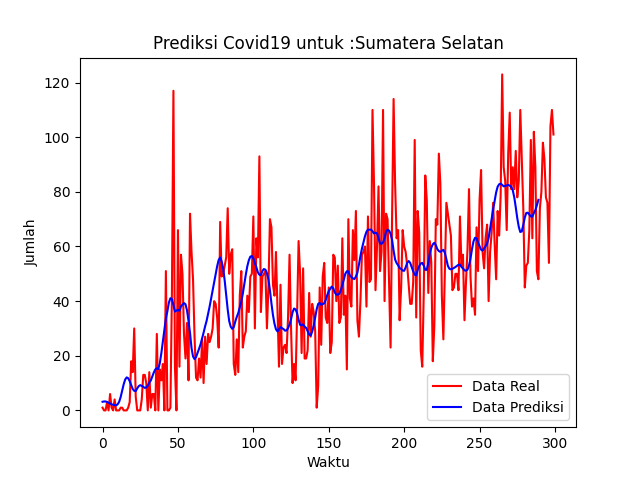 Prediksi Covid19 untuk :Sumatera Selatan
120
100
80
60
40
20
0
Jumlah
0 50 100 150 200 250 300
Waktu
Data Real
Data Prediksi